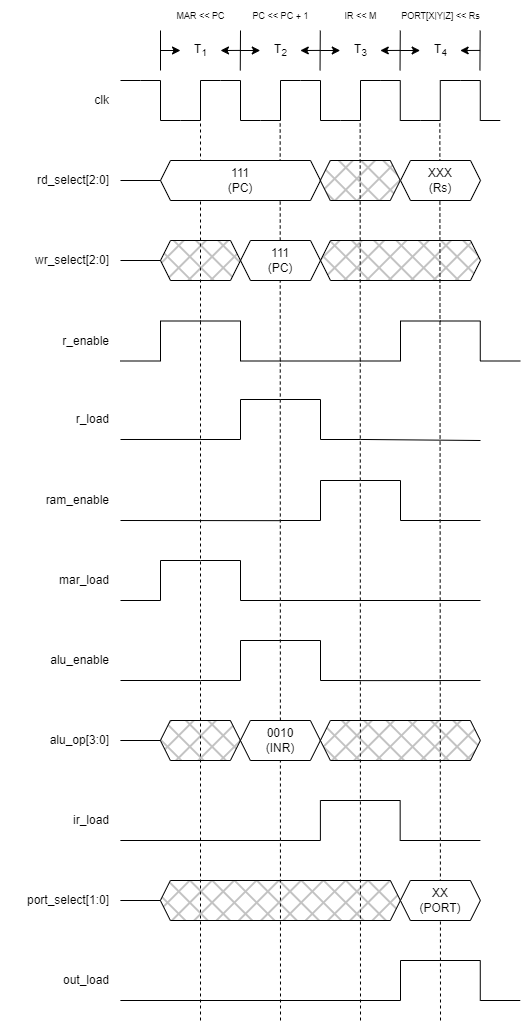 MAR << PC PC << PC + 1 IR << M PORT[X|Y|Z] << Rs
T1 T2 T3 T4
clk
rd_select[2:0]
111
(PC)
XXX
(Rs)
wr_select[2:0]
111
(PC)
r_enable
r_load
ram_enable
mar_load
alu_enable
alu_op[3:0]
0010
(INR)
ir_load
port_select[1:0]
XX
(PORT)
out_load